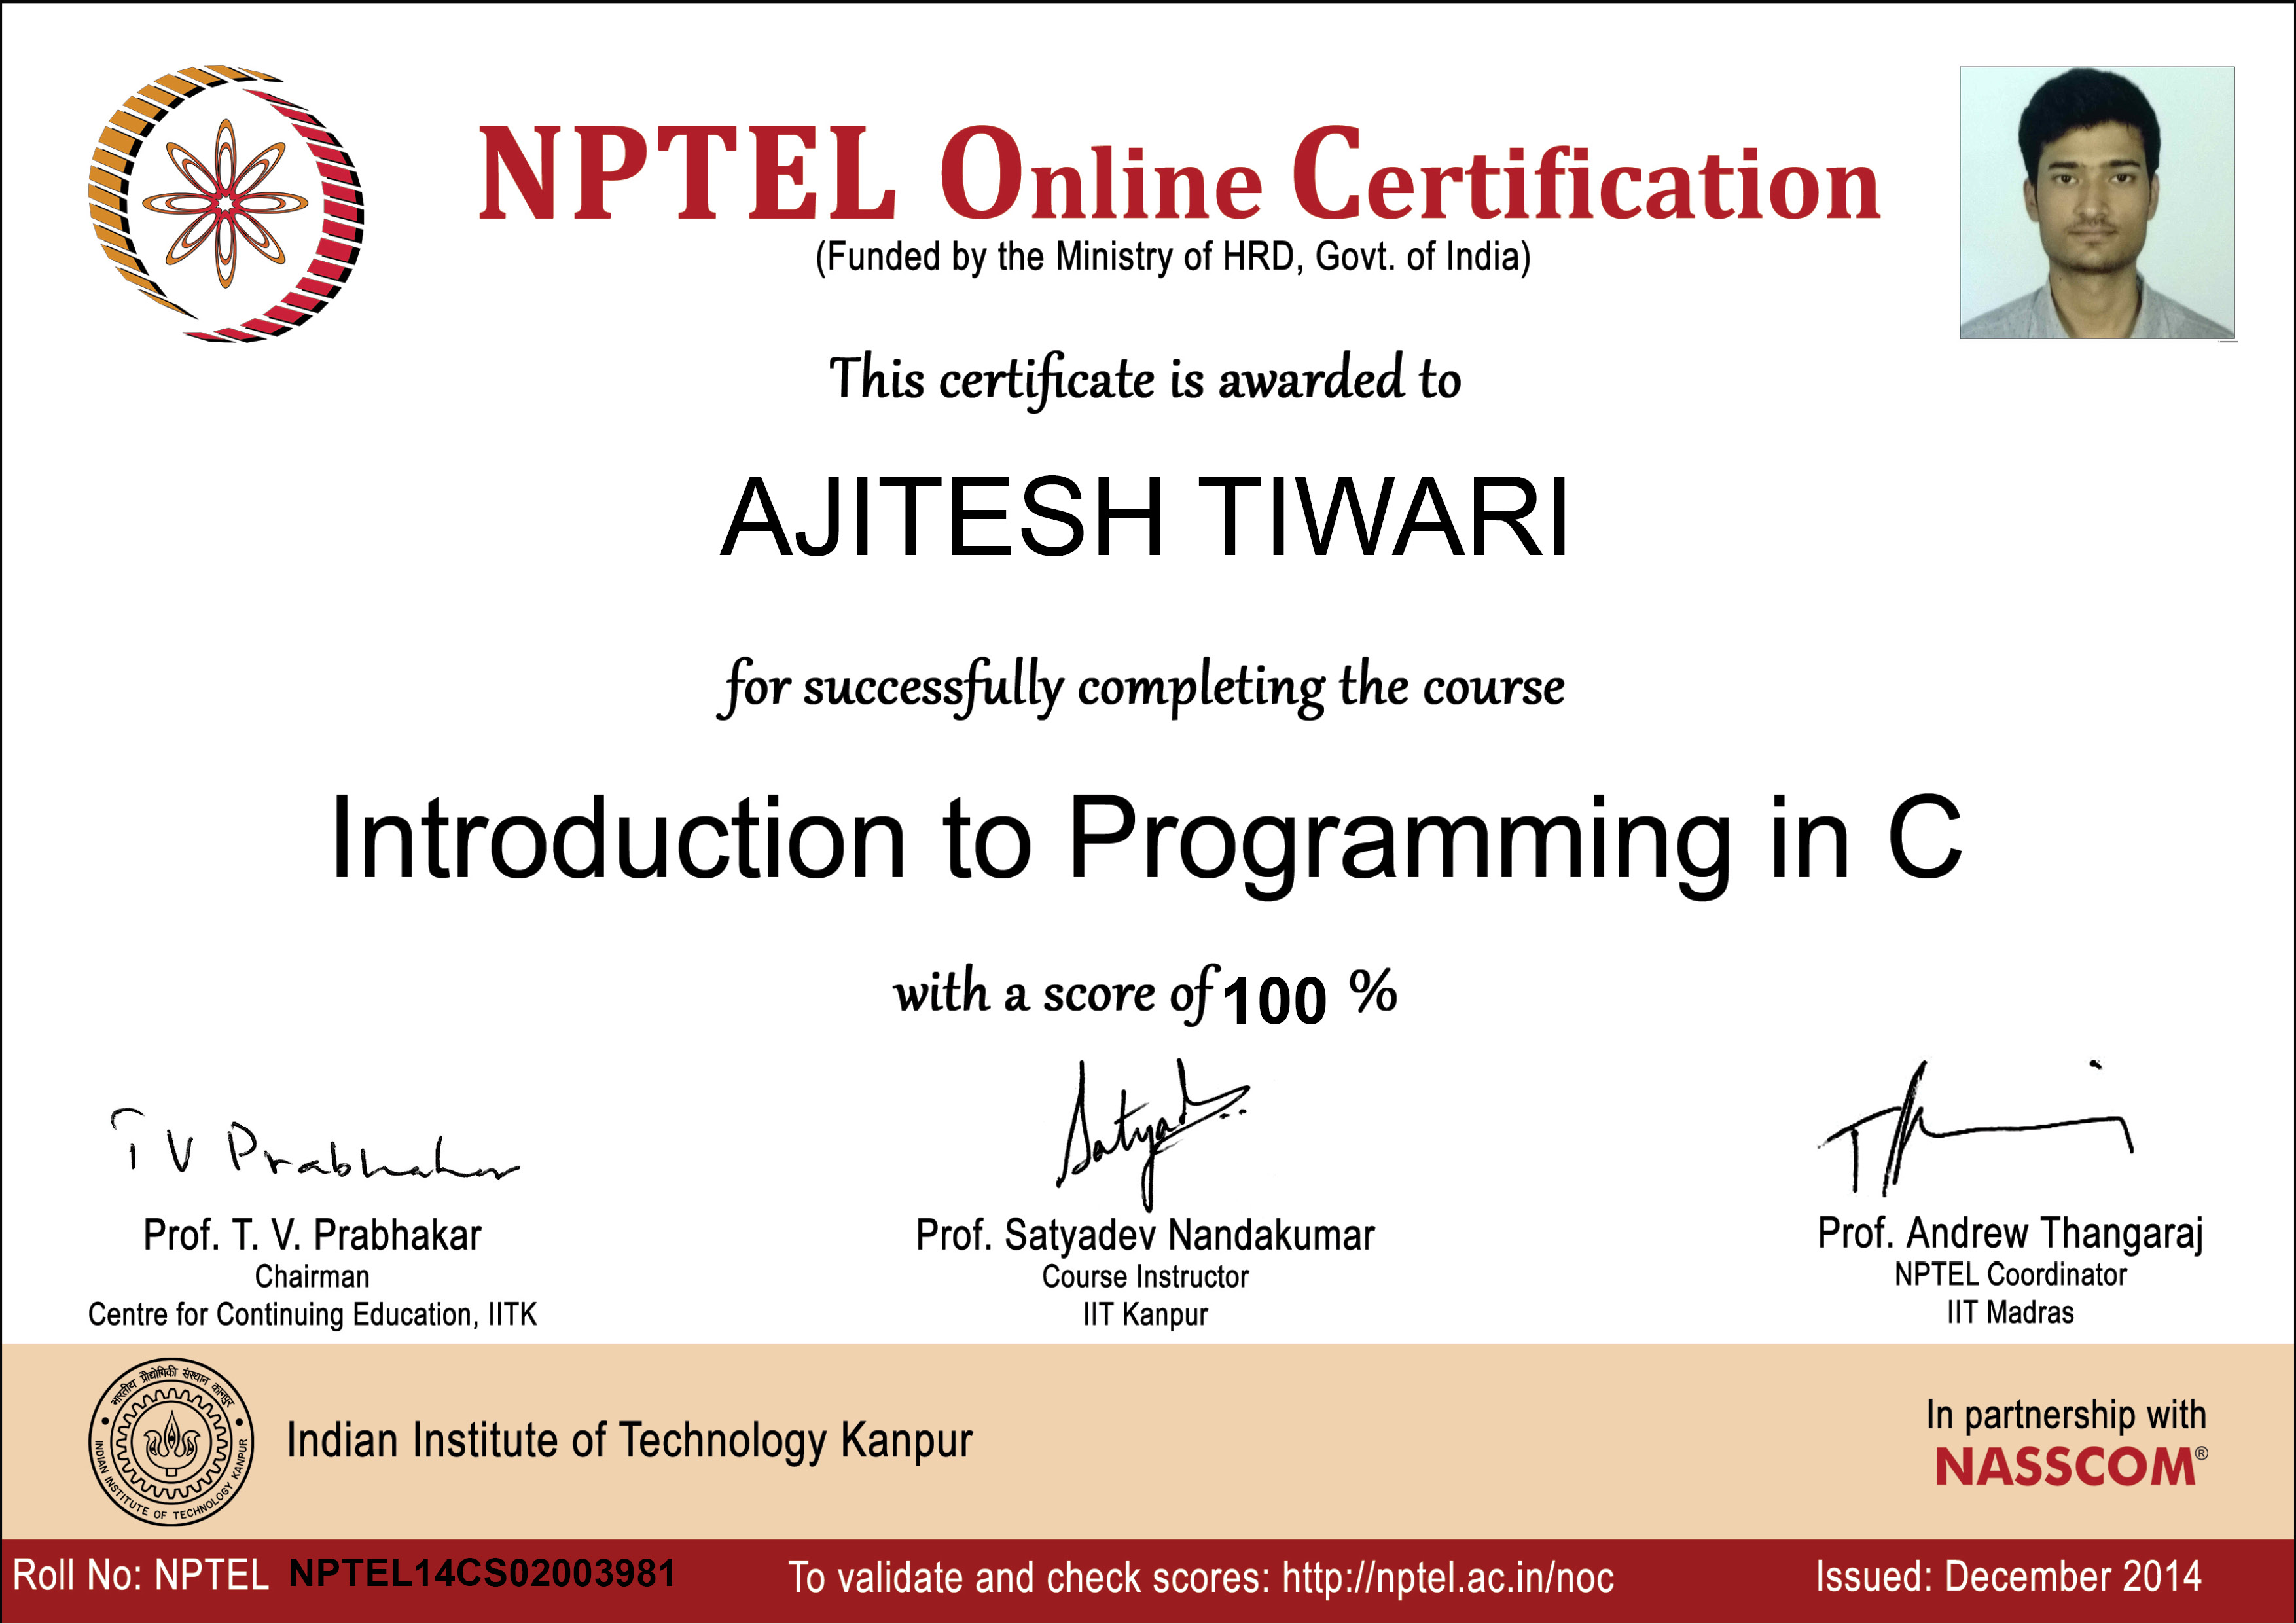 NPTEL Online Certification
(Funded by the Ministry of HRD, Govt. of India)
This certificate is awarded to
AJITESH TIWARI
for successfully completing the course
Introduction to Programming in C
with a score of 100 %
T V Prabhakar
Satyad
Prof. T. V. Prabhakar
Chairman
Centre for Continuing Education, IITK
Prof. Satyadev Nandakumar
Course Instructor
IIT Kanpur
Prof. Andrew Thangaraj
NPTEL Coordinator
IIT Madras
भारतीय प्रौद्योगिकी संस्थान कानपुर
INDIAN INSTITUTE OF TECHNOLOGY KANPUR
Indian Institute of Technology Kanpur
In partnership with
NASSCOM®
Roll No: NPTEL NPTEL14CS02003981
To validate and check scores: http://nptel.ac.in/noc
Issued: December 2014